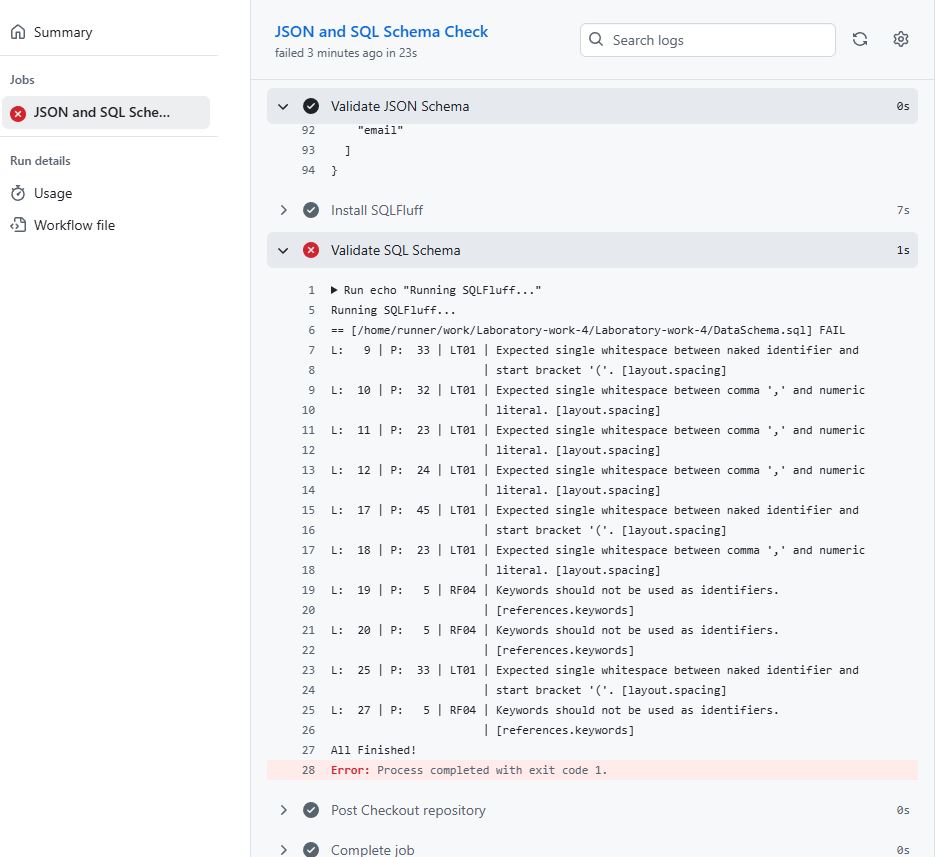 Summary
Jobs
JSON and SQL Sche...
Run details
Usage
Workflow file
JSON and SQL Schema Check
failed 3 minutes ago in 23s
Search logs
Validate JSON Schema 0s
92 "email"
93 ]
94 }
Install SQLFluff 7s
Validate SQL Schema 1s
1 ▶ Run echo "Running SQLFluff..."
5 Running SQLFluff...
6 == [/home/runner/work/Laboratory-work-4/Laboratory-work-4/DataSchema.sql] FAIL
7 L:   9 | P:  33 | LT01 | Expected single whitespace between naked identifier and
8                        | start bracket '('. [layout.spacing]
9 L:  10 | P:  32 | LT01 | Expected single whitespace between comma ',' and numeric
10                        | literal. [layout.spacing]
11 L:  11 | P:  23 | LT01 | Expected single whitespace between comma ',' and numeric
12                        | literal. [layout.spacing]
13 L:  12 | P:  24 | LT01 | Expected single whitespace between comma ',' and numeric
14                        | literal. [layout.spacing]
15 L:  17 | P:  45 | LT01 | Expected single whitespace between naked identifier and
16                        | start bracket '('. [layout.spacing]
17 L:  18 | P:  23 | LT01 | Expected single whitespace between comma ',' and numeric
18                        | literal. [layout.spacing]
19 L:  19 | P:   5 | RF04 | Keywords should not be used as identifiers.
20                        | [references.keywords]
21 L:  20 | P:   5 | RF04 | Keywords should not be used as identifiers.
22                        | [references.keywords]
23 L:  25 | P:  33 | LT01 | Expected single whitespace between naked identifier and
24                        | start bracket '('. [layout.spacing]
25 L:  27 | P:   5 | RF04 | Keywords should not be used as identifiers.
26                        | [references.keywords]
27 All Finished!
28 Error: Process completed with exit code 1.
Post Checkout repository 0s
Complete job 0s